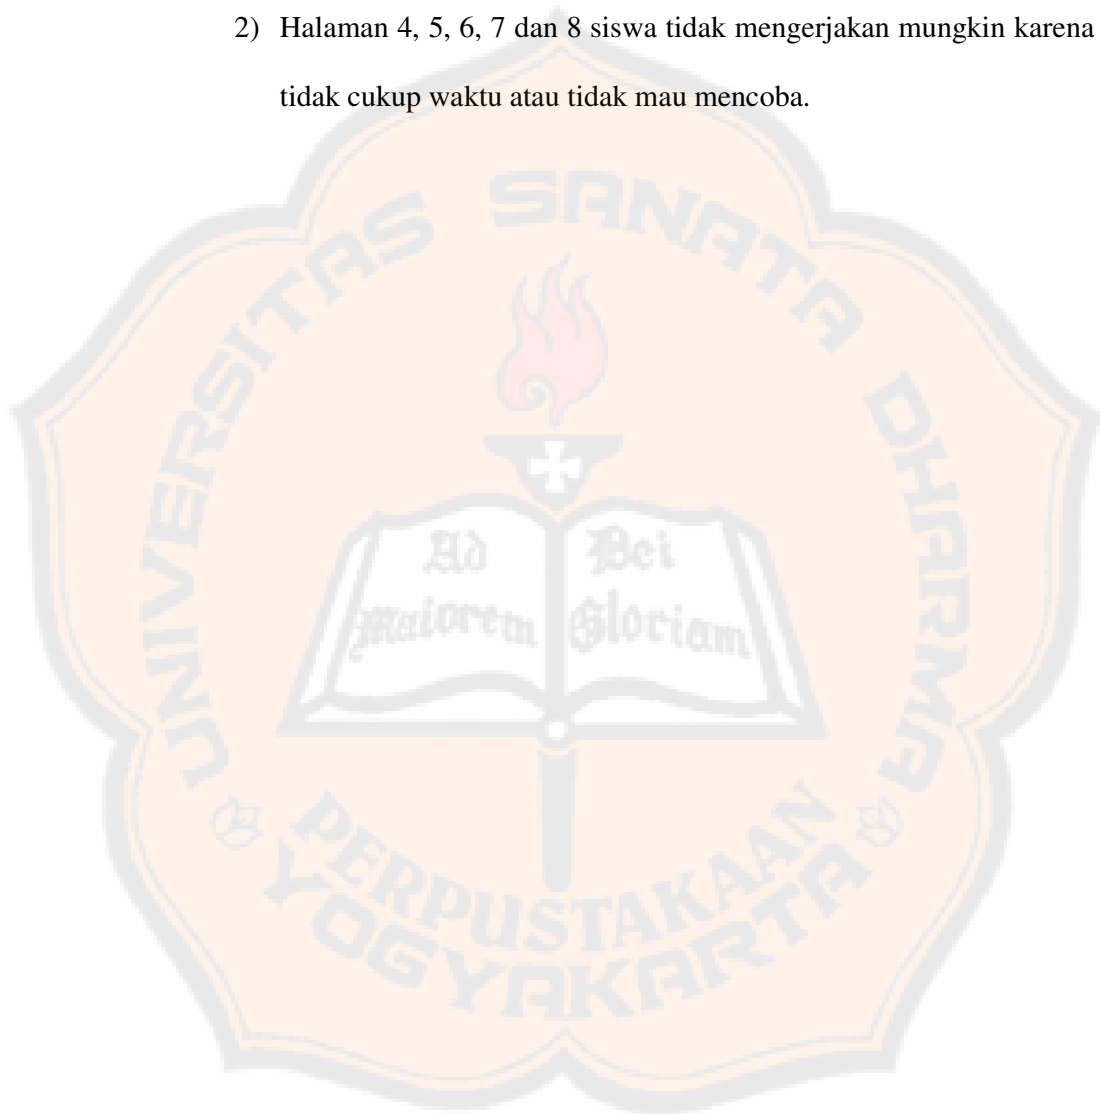 2) Halaman 4, 5, 6, 7 dan 8 siswa tidak mengerjakan mungkin karena
tidak cukup waktu atau tidak mau mencoba.
UNIVERSITAS SANATA DHARMA
Ad Dei
Maiorem Gloriam
PERPUSTAKAAN
YOGYAKARTA